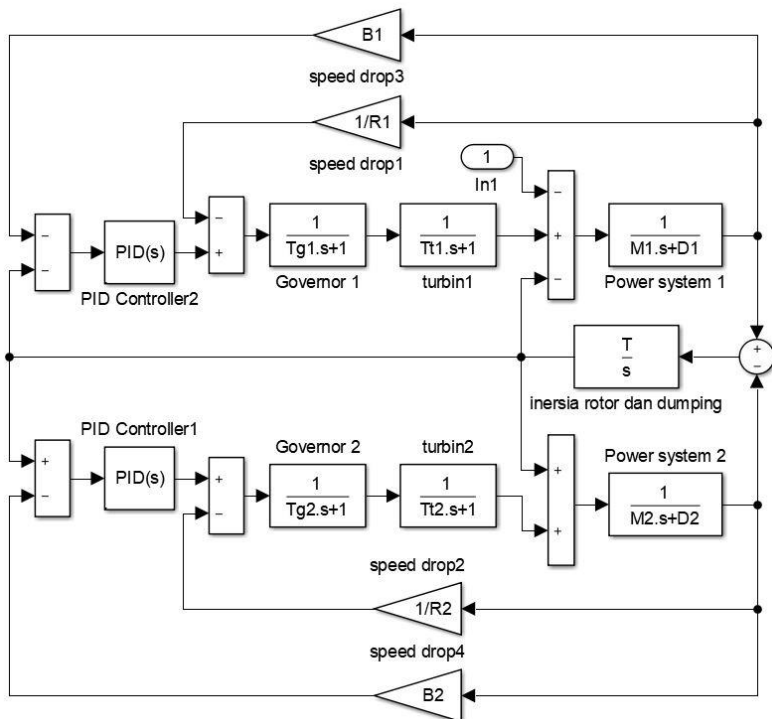 B1
speed drop3
1/R1
speed drop1
1
In1
−
−
−
+
−
+
−
PID(s)
1
Tg1.s+1
1
Tt1.s+1
1
M1.s+D1
PID Controller2
Governor 1
turbin1
Power system 1
T
s
+
−
inersia rotor dan dumping
PID Controller1
Governor 2
turbin2
Power system 2
+
−
PID(s)
+
−
1
Tg2.s+1
1
Tt2.s+1
+
+
1
M2.s+D2
speed drop2
1/R2
speed drop4
B2